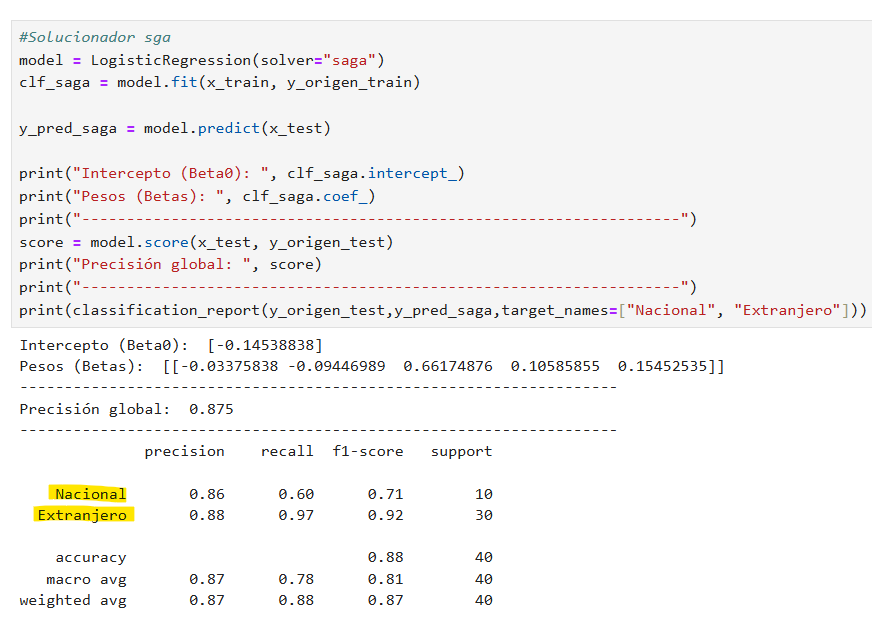 #Solucionador sga
model = LogisticRegression(solver="saga")
clf_saga = model.fit(x_train, y_origen_train)
y_pred_saga = model.predict(x_test)
print("Intercepto (Beta0): ", clf_saga.intercept_)
print("Pesos (Betas): ", clf_saga.coef_)
print("-------------------------------------------------------------------")
score = model.score(x_test, y_origen_test)
print("Precisión global: ", score)
print("-------------------------------------------------------------------")
print(classification_report(y_origen_test,y_pred_saga,target_names=["Nacional", "Extranjero"]))
Intercepto (Beta0):  [-0.14538838]
Pesos (Betas):  [[-0.03375838 -0.09446989  0.66174876  0.10585855  0.15452535]]
-------------------------------------------------------------------
Precisión global:  0.875
-------------------------------------------------------------------
precision    recall  f1-score   support
Nacional       0.86      0.60      0.71        10
Extranjero       0.88      0.97      0.92        30
accuracy                           0.88        40
macro avg       0.87      0.78      0.81        40
weighted avg       0.87      0.88      0.87        40